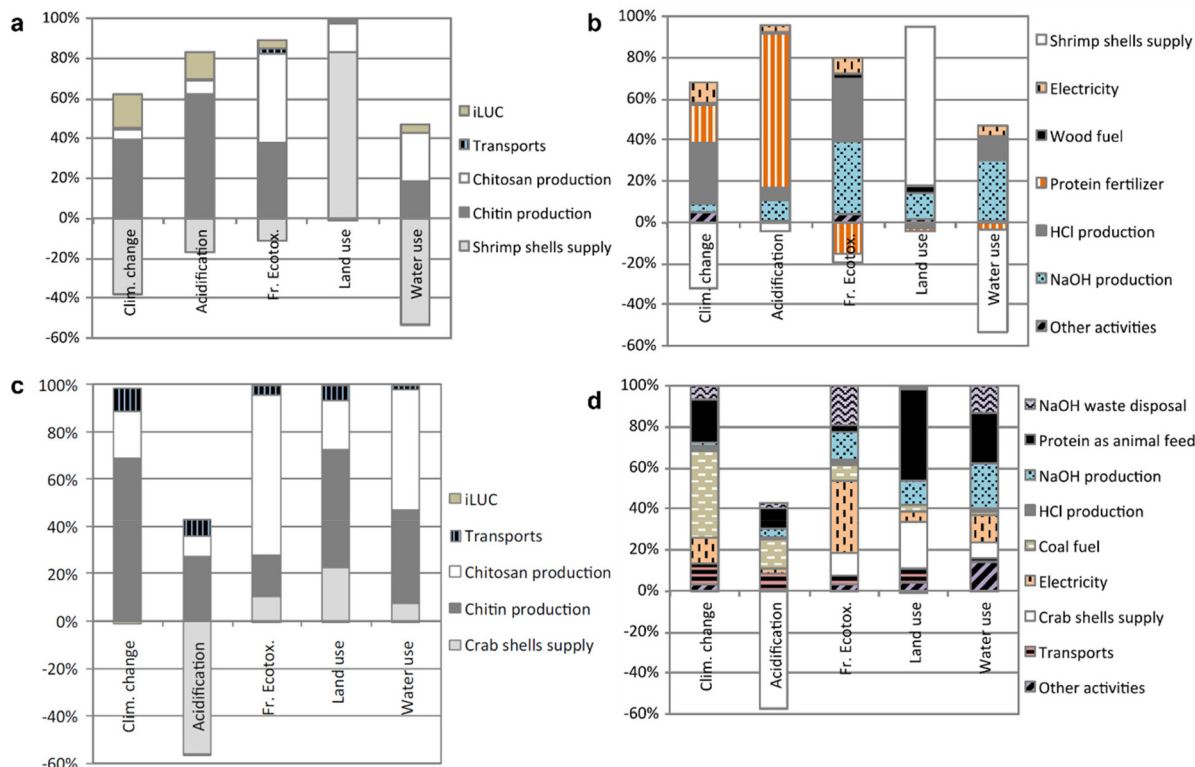 a
100%
80%
60%
40%
20%
0%
-20%
-40%
-60%
Clim. change
Acidification
Fr. Ecotox.
Land use
Water use
iLUC
Transports
Chitosan production
Chitin production
Shrimp shells supply
b
100%
80%
60%
40%
20%
0%
-20%
-40%
-60%
Clim. change
Acidification
Fr. Ecotox.
Land use
Water use
Shrimp shells supply
Electricity
Wood fuel
Protein fertilizer
HCl production
NaOH production
Other activities
c
100%
80%
60%
40%
20%
0%
-20%
-40%
-60%
Clim. change
Acidification
Fr. Ecotox.
Land use
Water use
iLUC
Transports
Chitosan production
Chitin production
Crab shells supply
d
100%
80%
60%
40%
20%
0%
-20%
-40%
-60%
Clim. change
Acidification
Fr. Ecotox.
Land use
Water use
NaOH waste disposal
Protein as animal feed
NaOH production
HCl production
Coal fuel
Electricity
Crab shells supply
Transports
Other activities